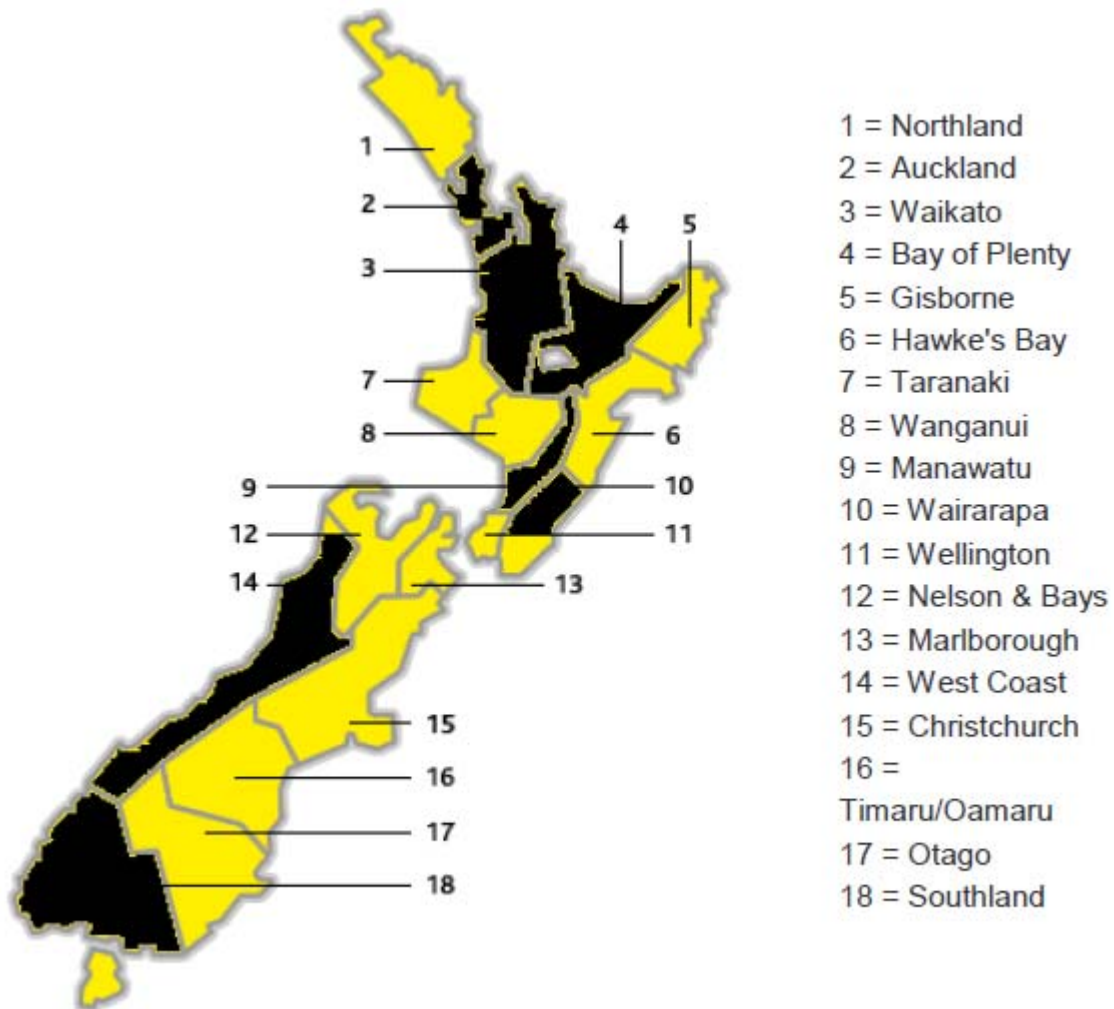 1
2
3
4
5
6
7
8
9
10
11
12
13
14
15
16
17
18
1 = Northland
2 = Auckland
3 = Waikato
4 = Bay of Plenty
5 = Gisborne
6 = Hawke's Bay
7 = Taranaki
8 = Wanganui
9 = Manawatu
10 = Wairarapa
11 = Wellington
12 = Nelson & Bays
13 = Marlborough
14 = West Coast
15 = Christchurch
16 =
Timaru/Oamaru
17 = Otago
18 = Southland